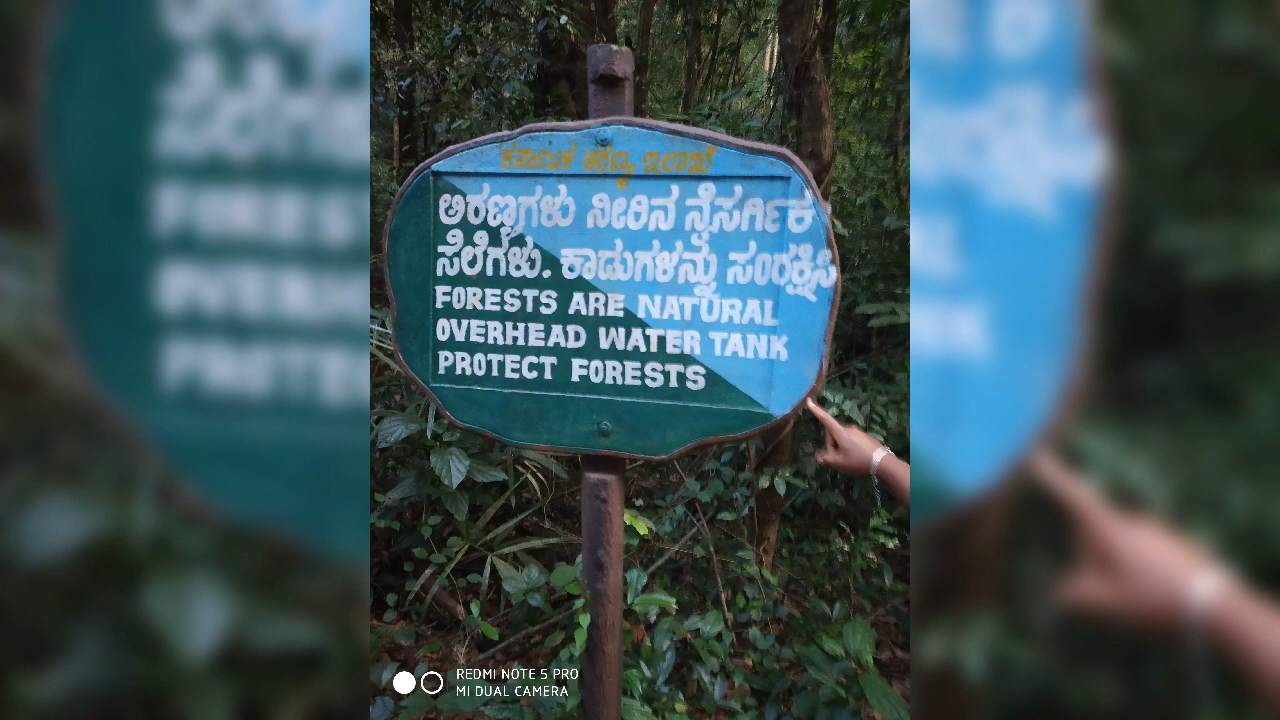 ಕರ್ನಾಟಕ ಅರಣ್ಯ ಇಲಾಖೆ
ಅರಣ್ಯಗಳು ನೀರಿನ ನೈಸರ್ಗಿಕ
ಸೆಲೆಗಳು. ಕಾಡುಗಳನ್ನು ಸಂರಕ್ಷಿಸಿ
FORESTS ARE NATURAL
OVERHEAD WATER TANK
PROTECT FORESTS
REDMI NOTE 5 PRO
MI DUAL CAMERA